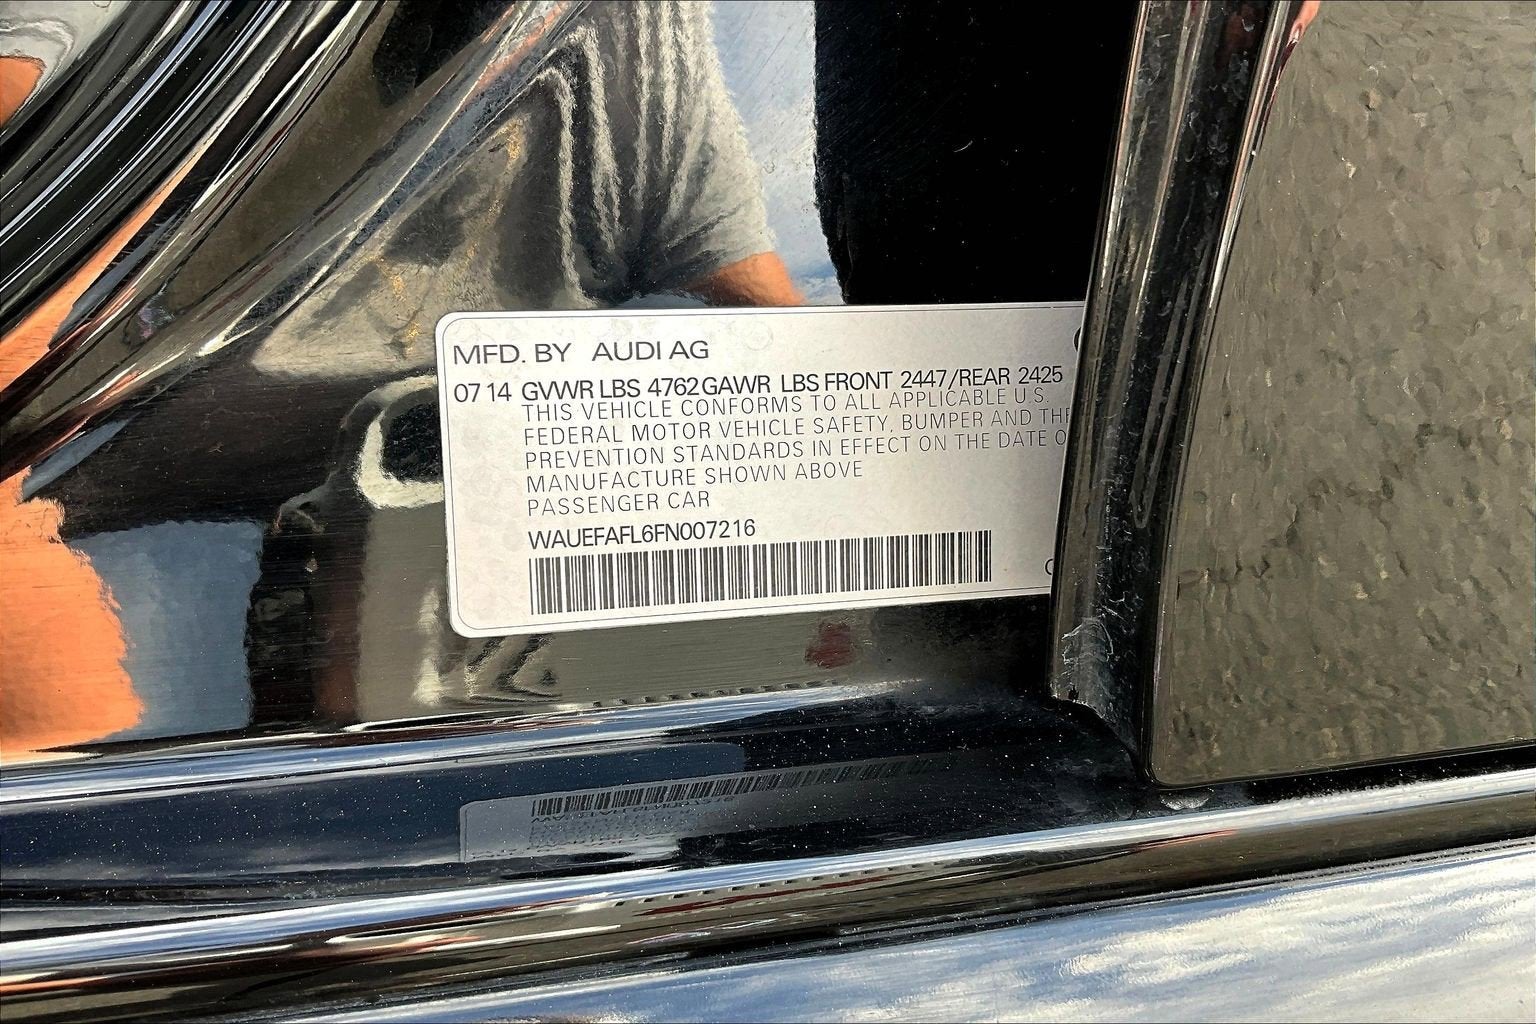 MFD. BY AUDI AG
07 14 GVWR LBS 4762 GAWR LBS FRONT 2447/REAR 2425
THIS VEHICLE CONFORMS TO ALL APPLICABLE U.S.
FEDERAL MOTOR VEHICLE SAFETY, BUMPER AND THE
PREVENTION STANDARDS IN EFFECT ON THE DATE O
MANUFACTURE SHOWN ABOVE
PASSENGER CAR
WAUEFAFL6FN007216